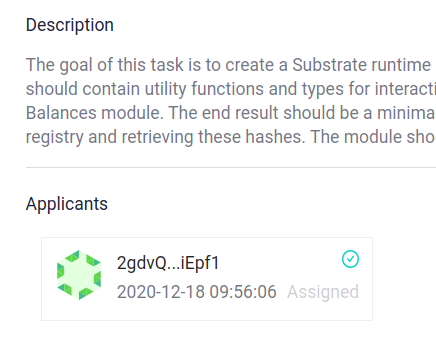 Description
The goal of this task is to create a Substrate runtime
should contain utility functions and types for interacti
Balances module. The end result should be a minima
registry and retrieving these hashes. The module sho
Applicants
2gdvQ...iEpf1
2020-12-18 09:56:06 Assigned